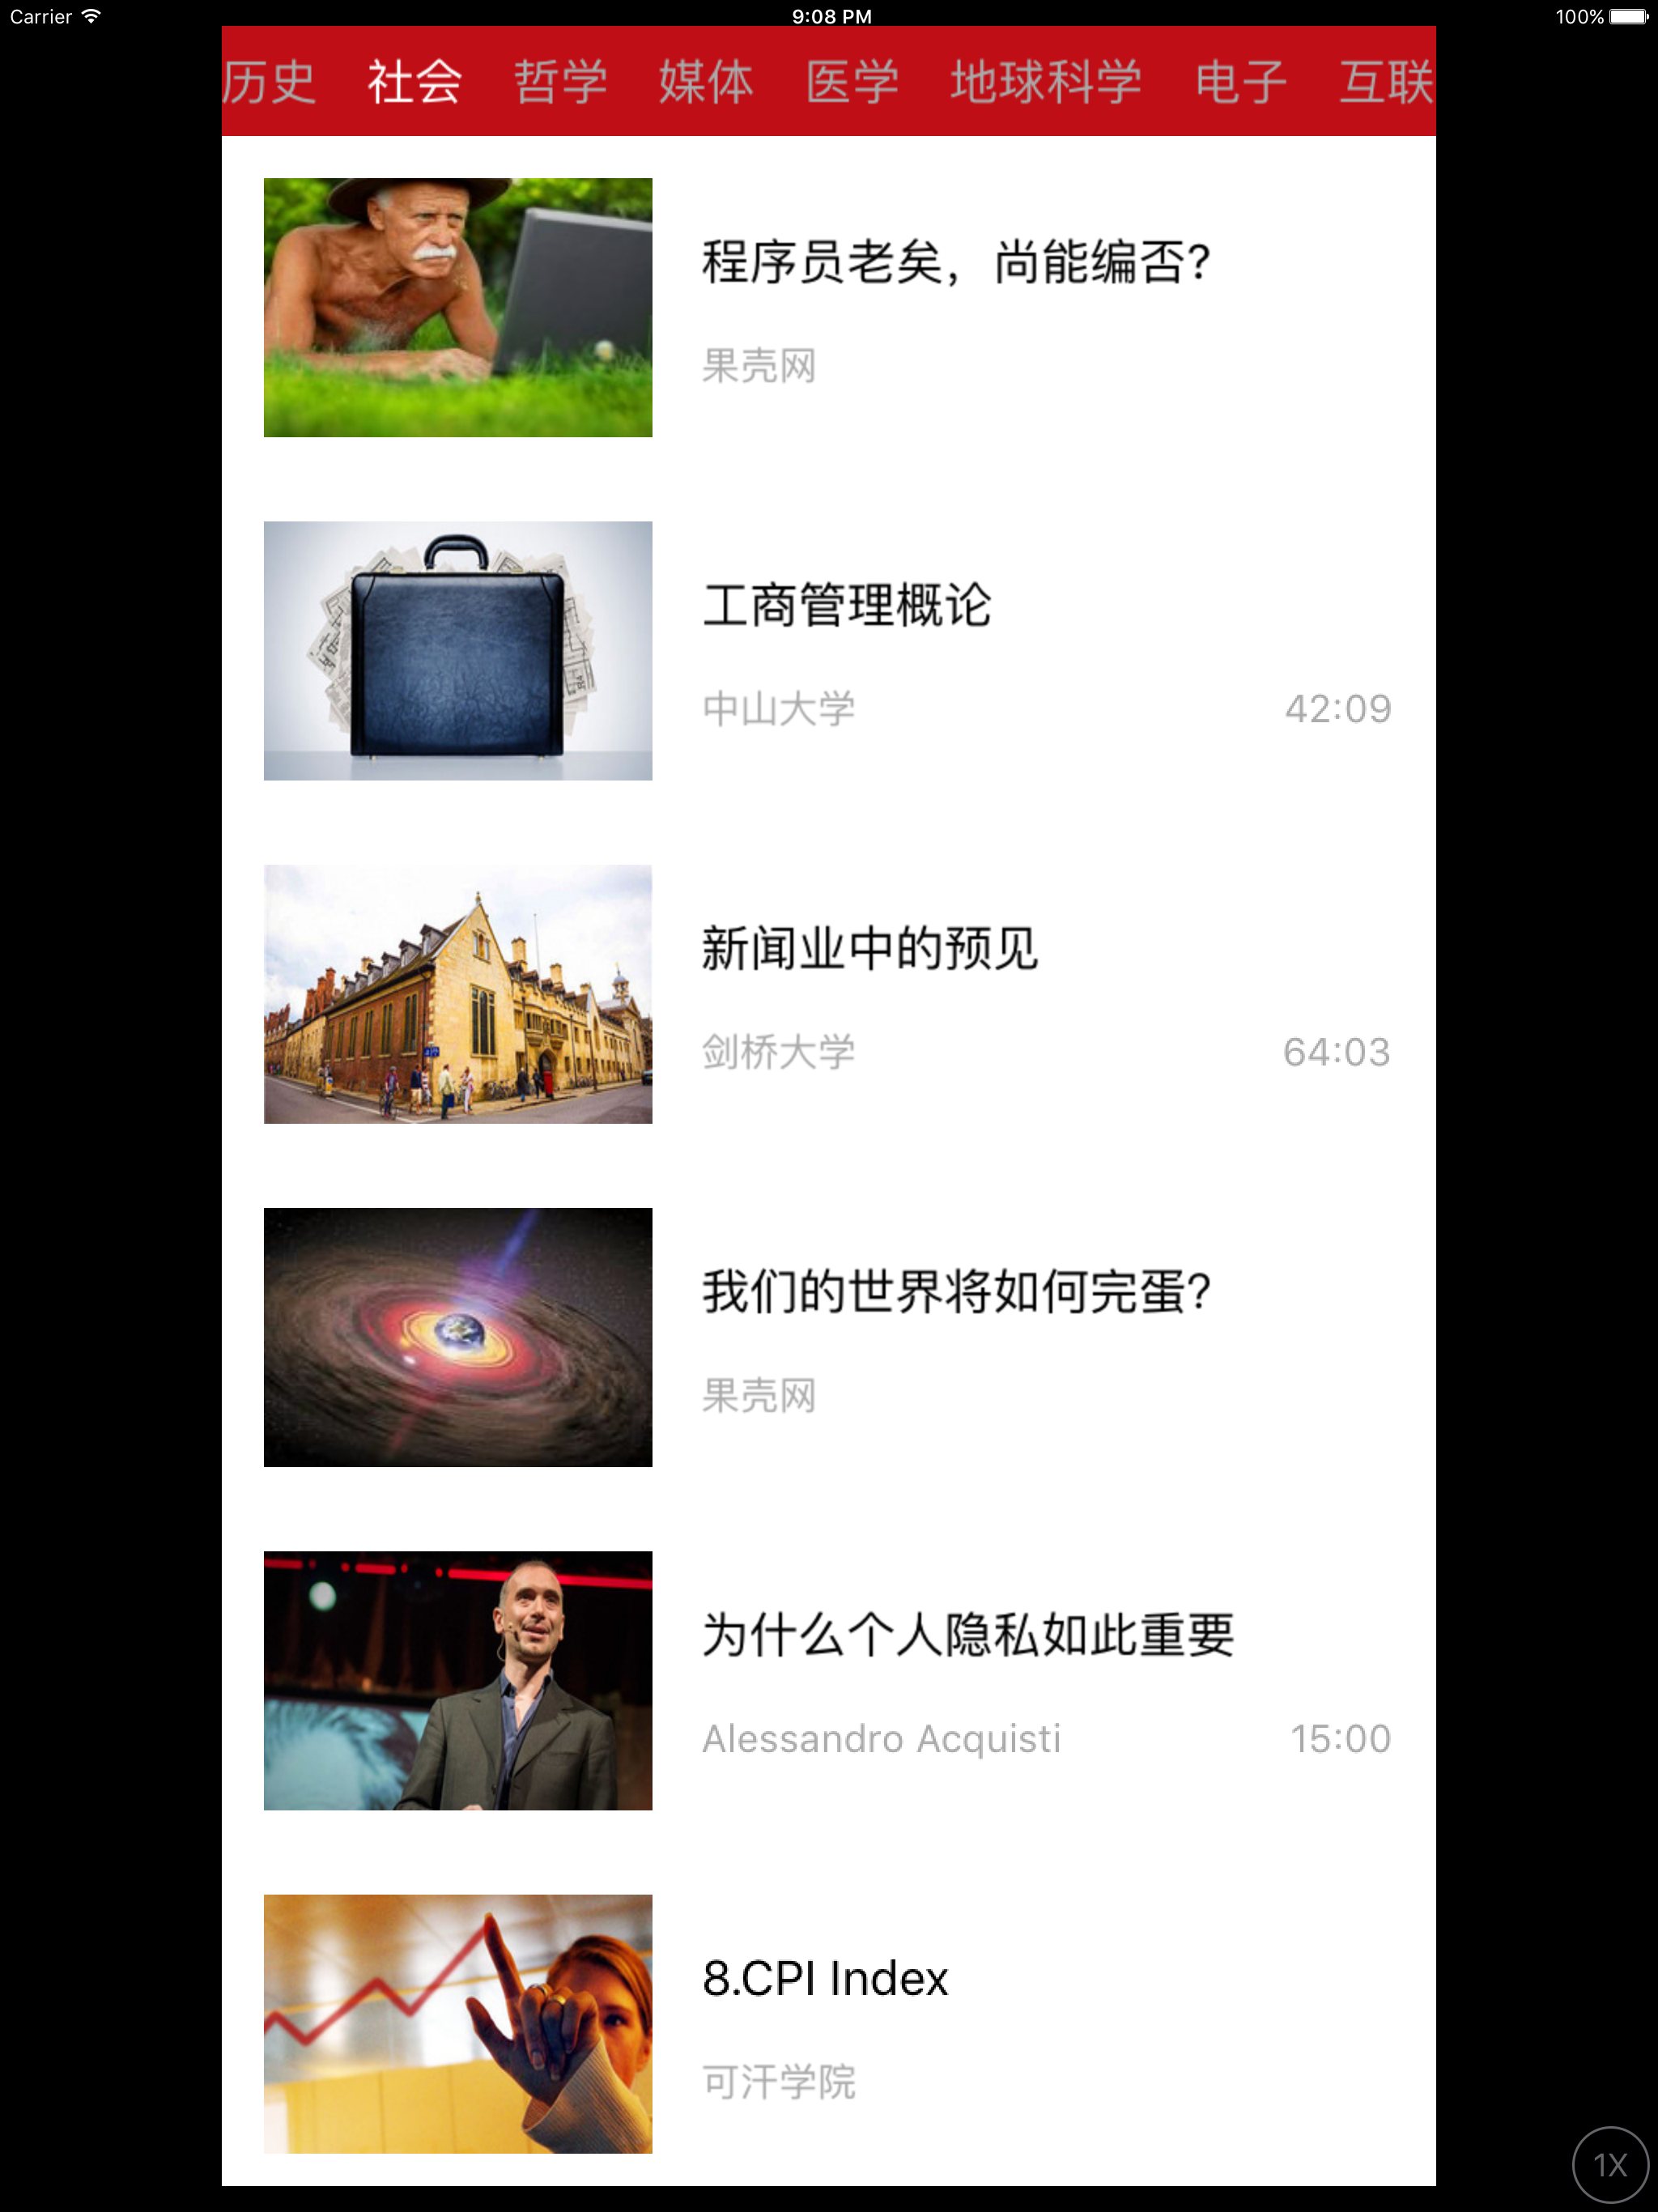 Carrier 9:08 PM 100%
历史 社会 哲学 媒体 医学 地球科学 电子 互联
程序员老矣，尚能编否?
果壳网
工商管理概论
中山大学 42:09
新闻业中的预见
剑桥大学 64:03
我们的世界将如何完蛋?
果壳网
为什么个人隐私如此重要
Alessandro Acquisti 15:00
8.CPI Index
可汗学院
1X